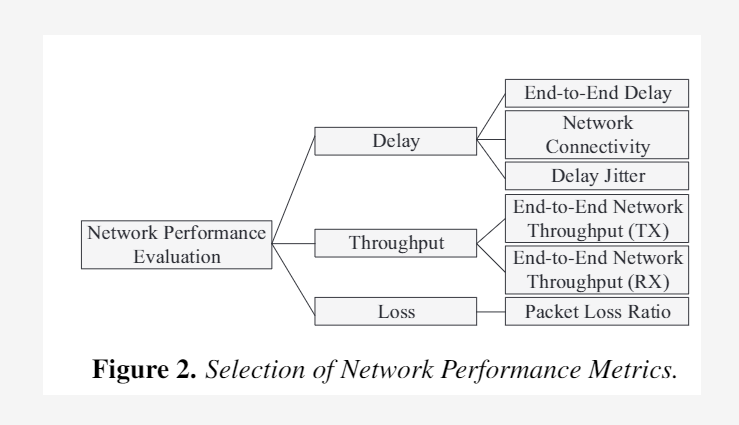 Network Performance
Evaluation
Delay
Throughput
Loss
End-to-End Delay
Network
Connectivity
Delay Jitter
End-to-End Network
Throughput (TX)
End-to-End Network
Throughput (RX)
Packet Loss Ratio
Figure 2. Selection of Network Performance Metrics.